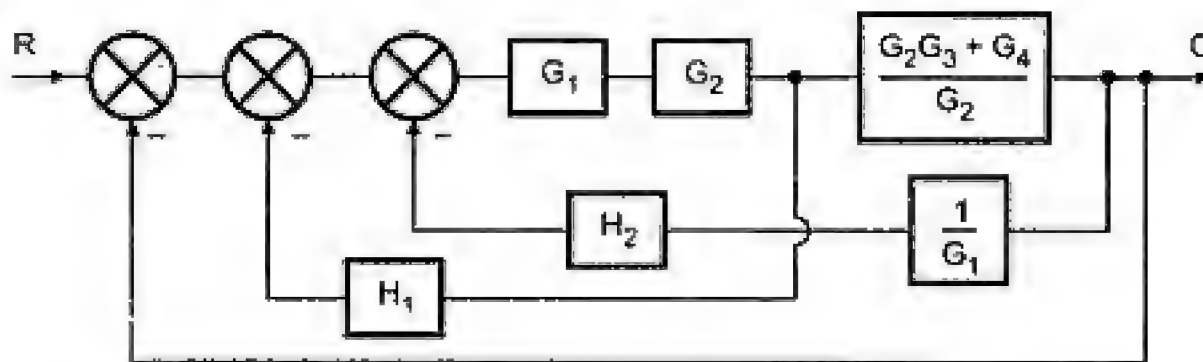 R
G₁
G₂
G₂G₃ + G₄
G₂
C
−
−
−
H₂
1
G₁
H₁